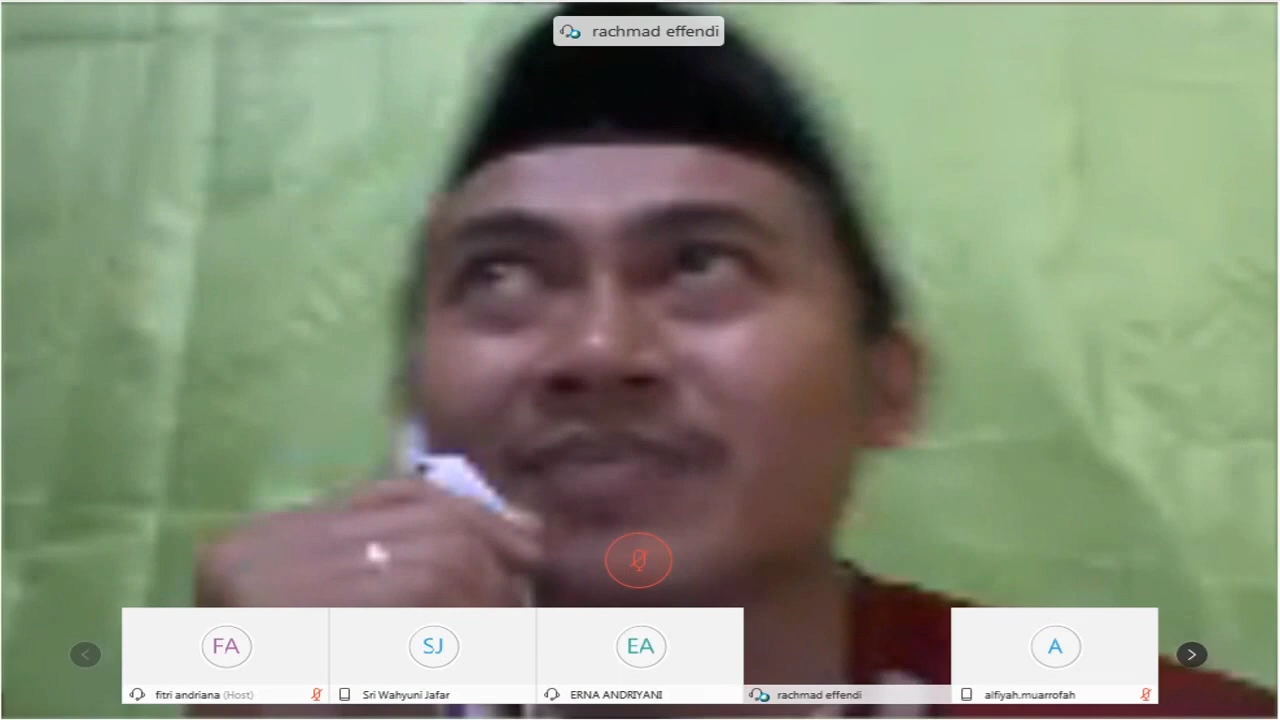 rachmad effendi
FA
SJ
EA
A
fitri andriana (Host)
Sri Wahyuni Jafar
ERNA ANDRIYANI
rachmad effendi
alfiyah.muarrofah